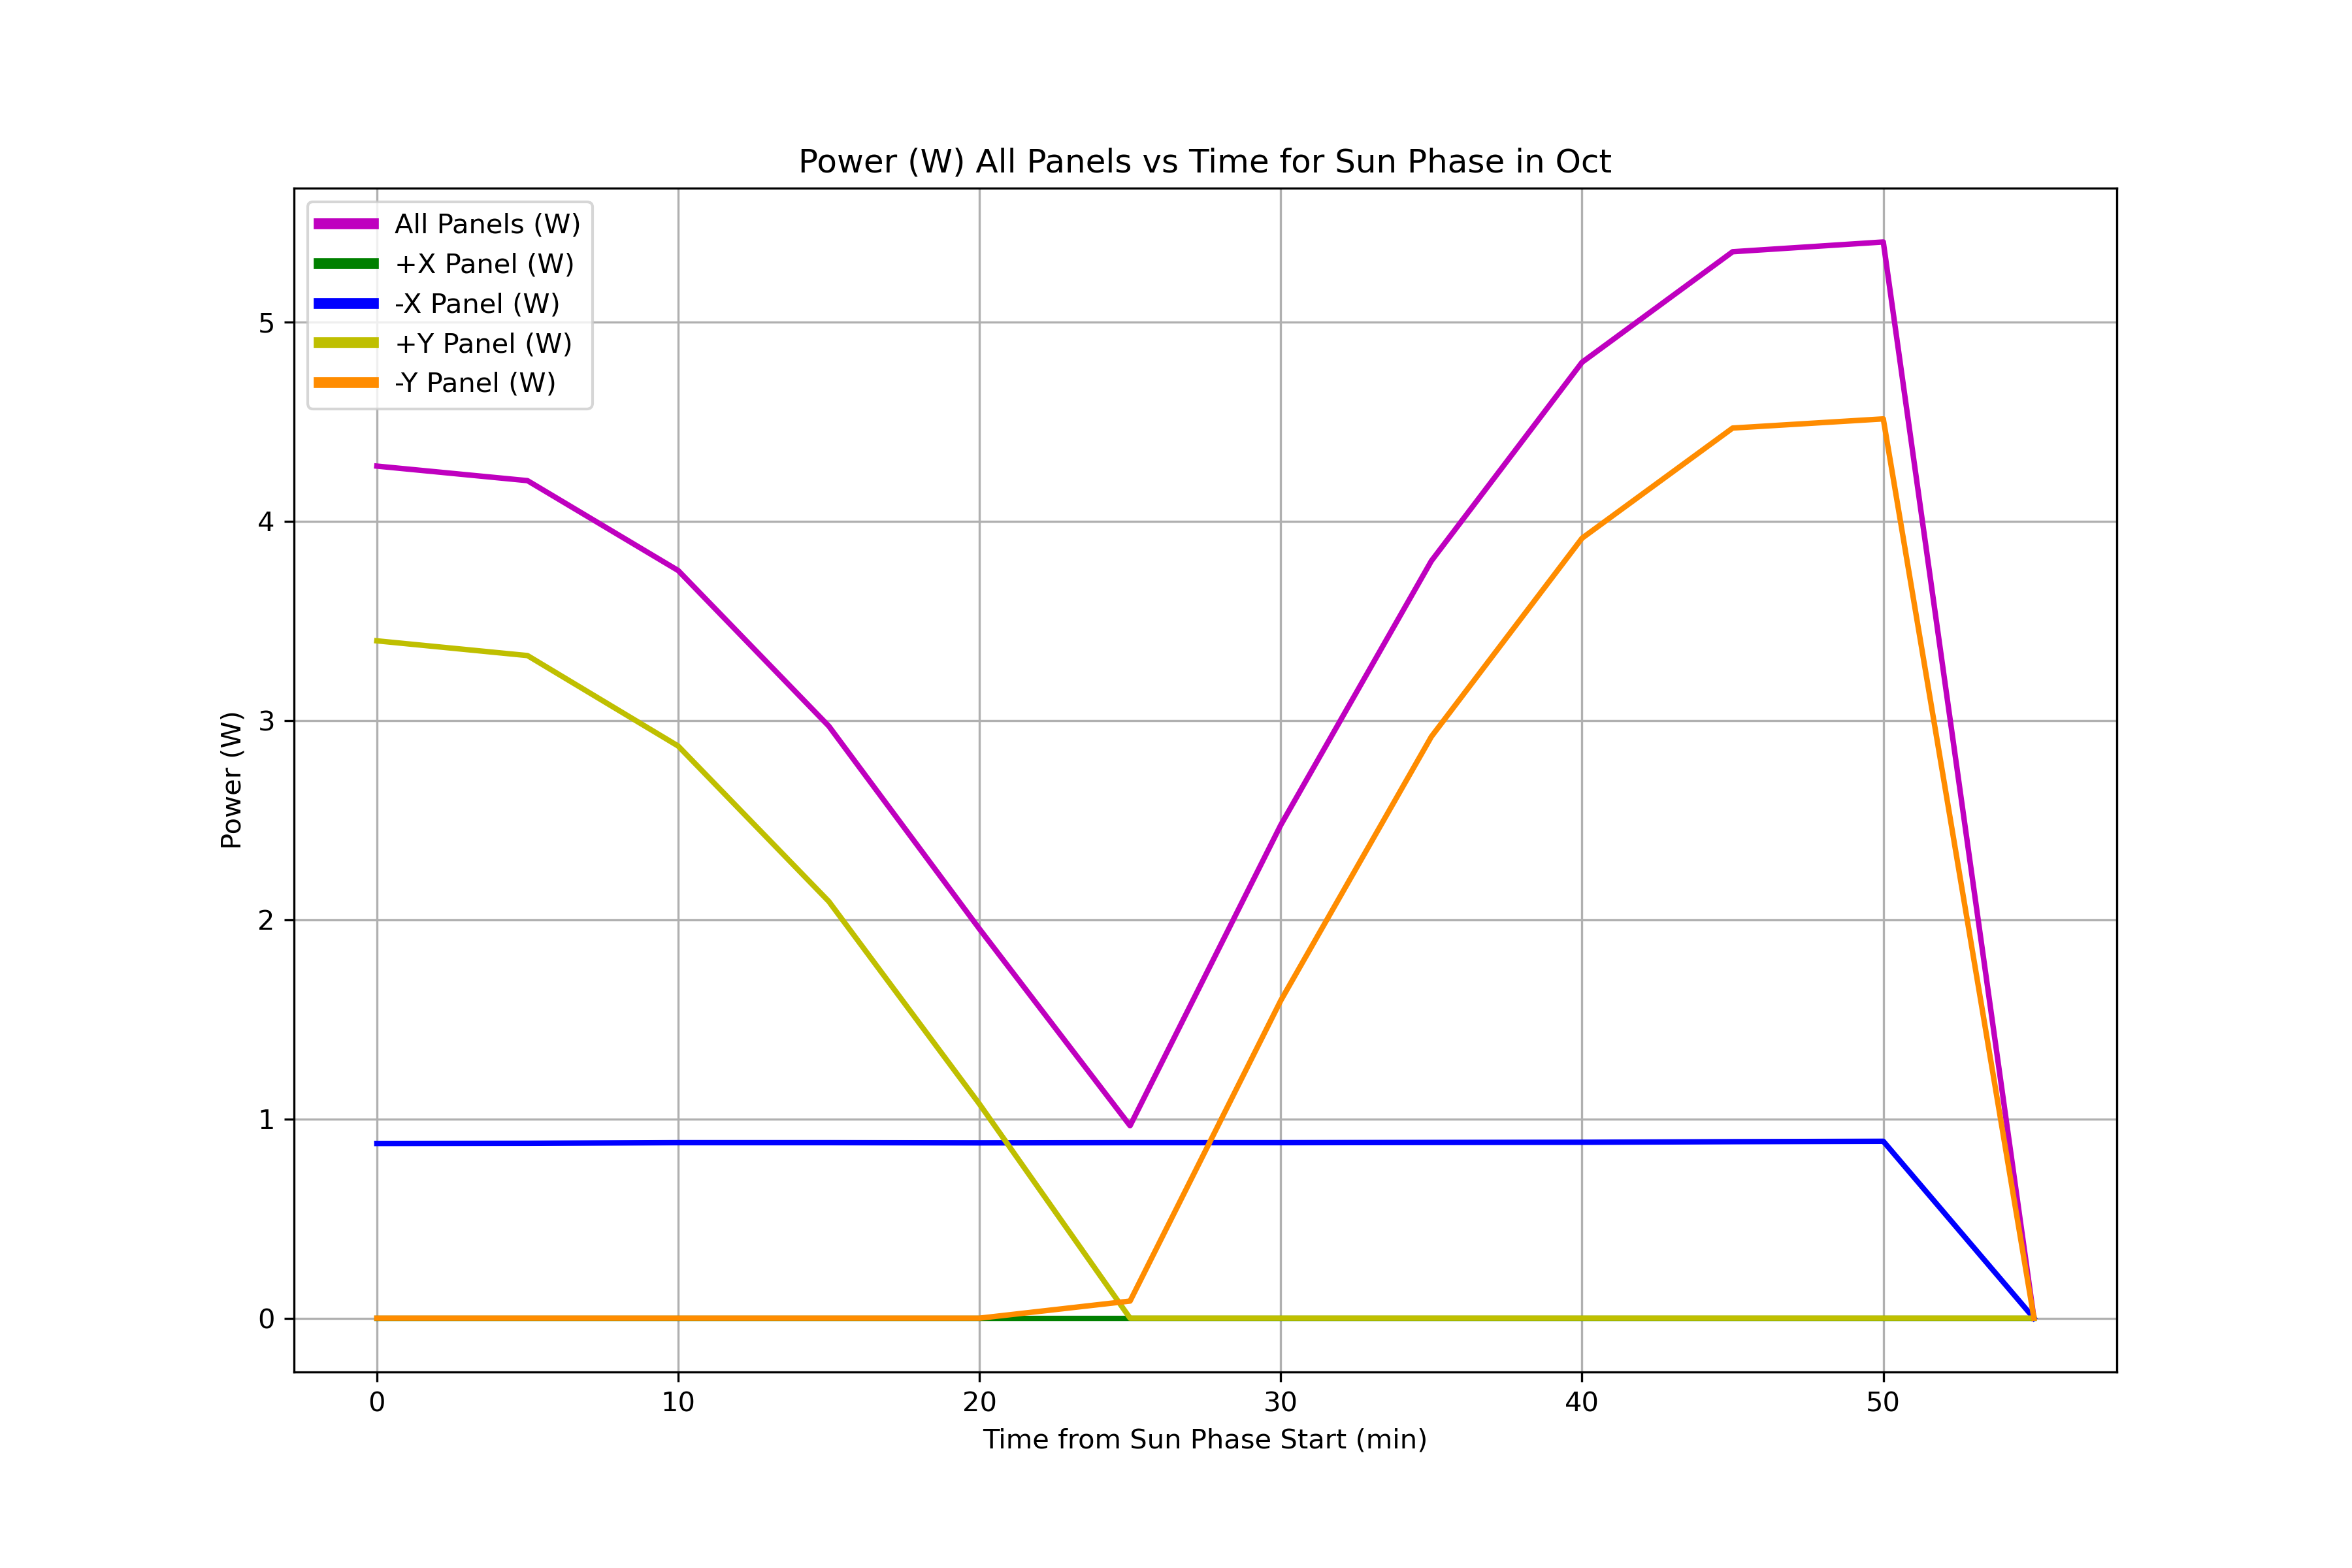 Power (W) All Panels vs Time for Sun Phase in Oct
All Panels (W)
+X Panel (W)
-X Panel (W)
+Y Panel (W)
-Y Panel (W)
5
4
3
2
1
0
Power (W)
0 10 20 30 40 50
Time from Sun Phase Start (min)